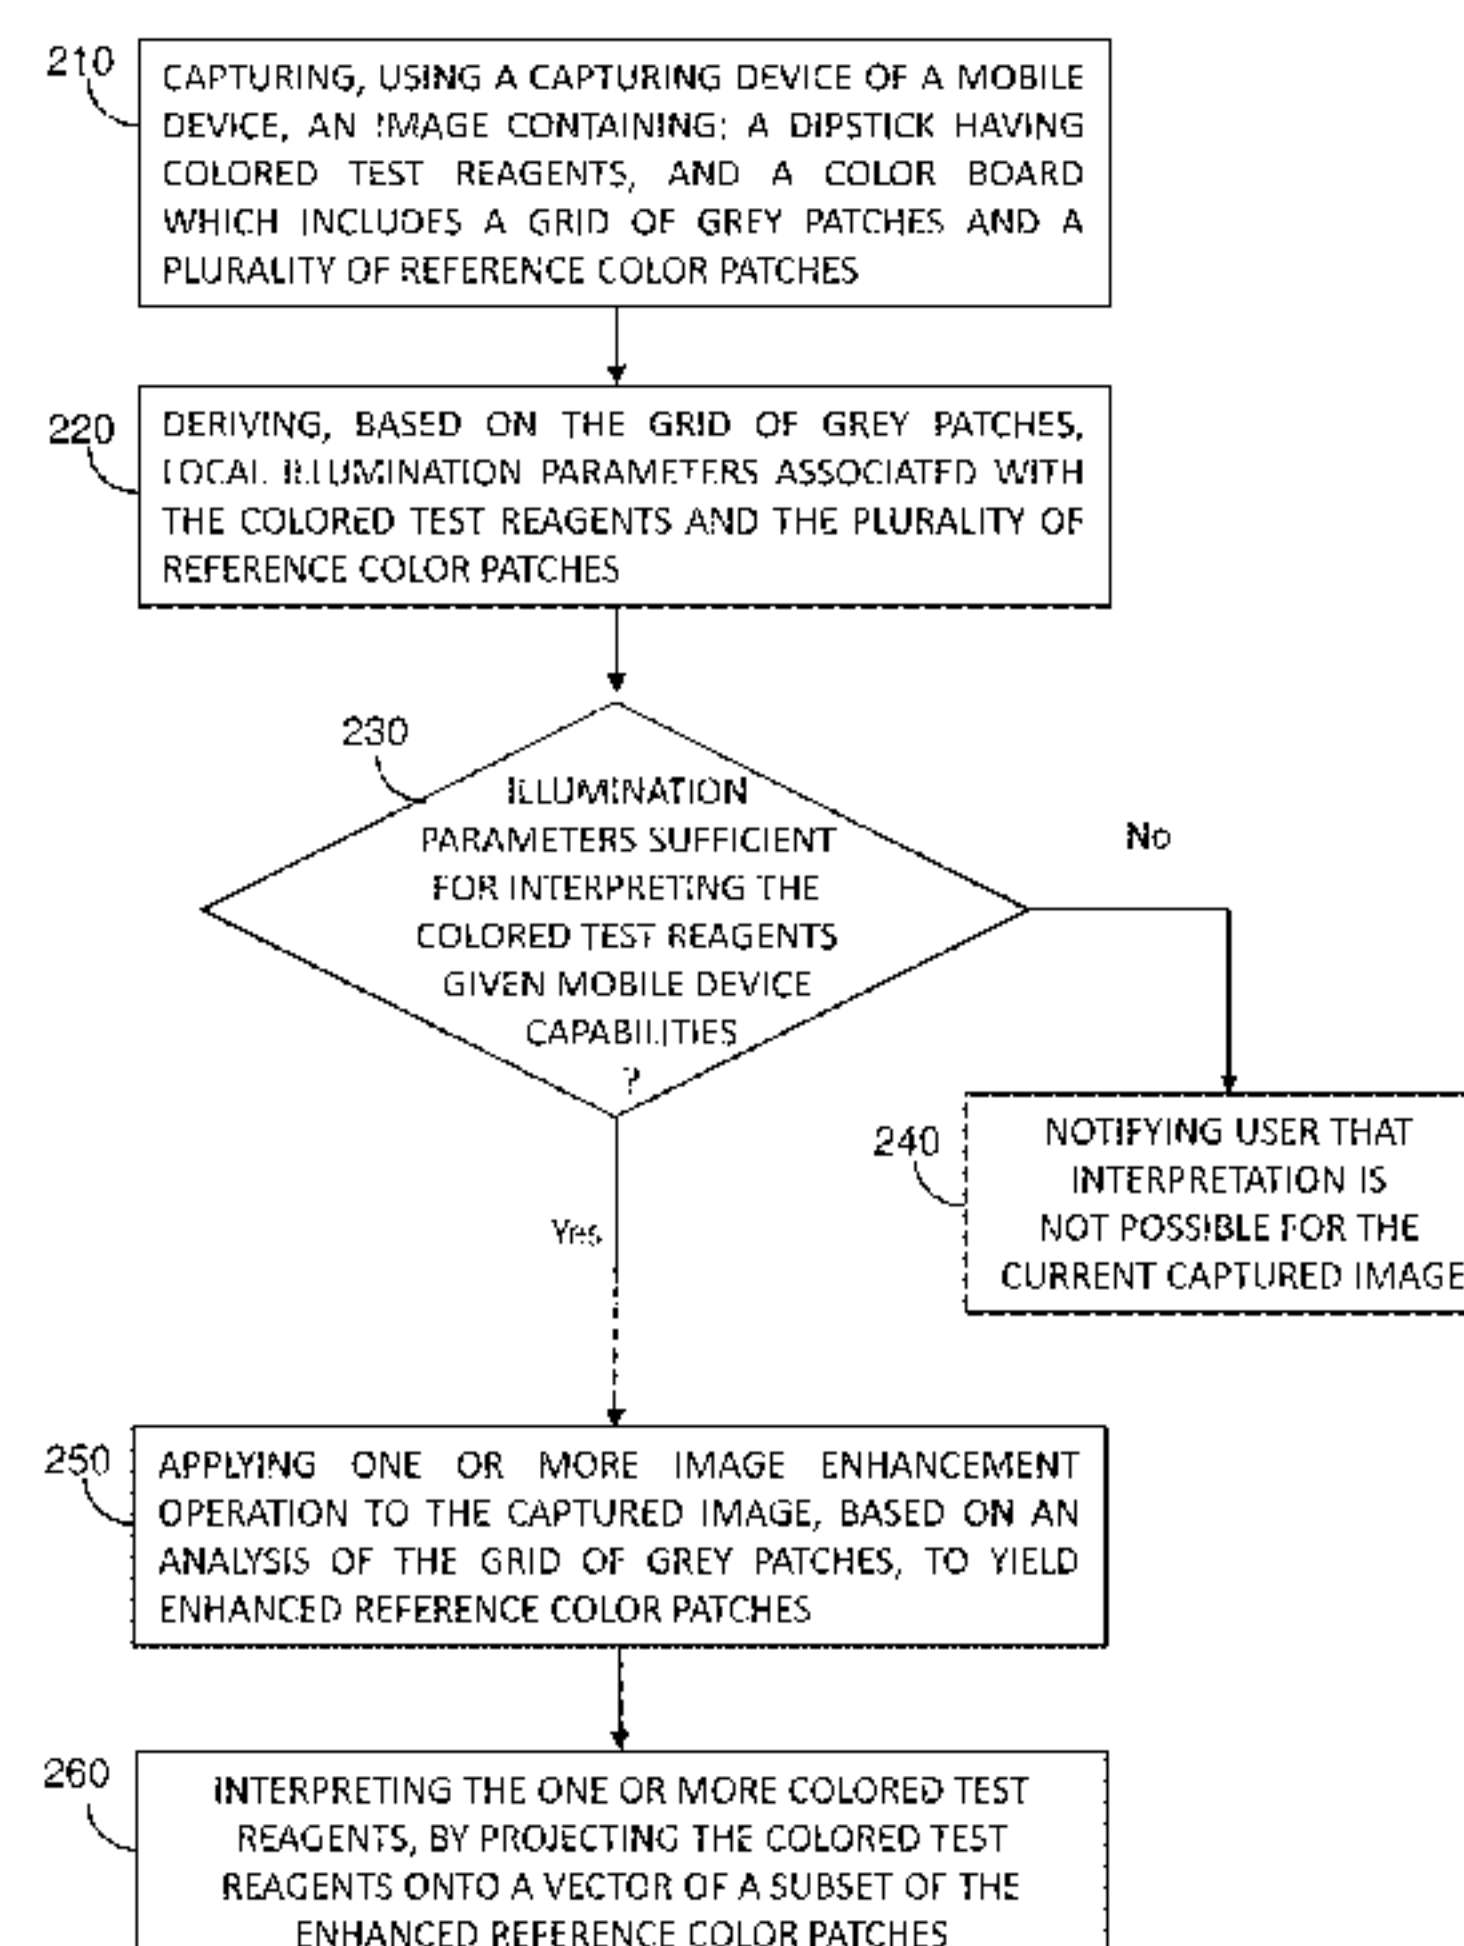 210
CAPTURING, USING A CAPTURING DEVICE OF A MOBILE
DEVICE, AN IMAGE CONTAINING: A DIPSTICK HAVING
COLORED TEST REAGENTS, AND A COLOR BOARD
WHICH INCLUDES A GRID OF GREY PATCHES AND A
PLURALITY OF REFERENCE COLOR PATCHES
220
DERIVING, BASED ON THE GRID OF GREY PATCHES,
LOCAL ILLUMINATION PARAMETERS ASSOCIATED WITH
THE COLORED TEST REAGENTS AND THE PLURALITY OF
REFERENCE COLOR PATCHES
230
ILLUMINATION
PARAMETERS SUFFICIENT
FOR INTERPRETING THE
COLORED TEST REAGENTS
GIVEN MOBILE DEVICE
CAPABILITIES
?
No
Yes
240
NOTIFYING USER THAT
INTERPRETATION IS
NOT POSSIBLE FOR THE
CURRENT CAPTURED IMAGE
250
APPLYING ONE OR MORE IMAGE ENHANCEMENT
OPERATION TO THE CAPTURED IMAGE, BASED ON AN
ANALYSIS OF THE GRID OF GREY PATCHES, TO YIELD
ENHANCED REFERENCE COLOR PATCHES
260
INTERPRETING THE ONE OR MORE COLORED TEST
REAGENTS, BY PROJECTING THE COLORED TEST
REAGENTS ONTO A VECTOR OF A SUBSET OF THE
ENHANCED REFERENCE COLOR PATCHES